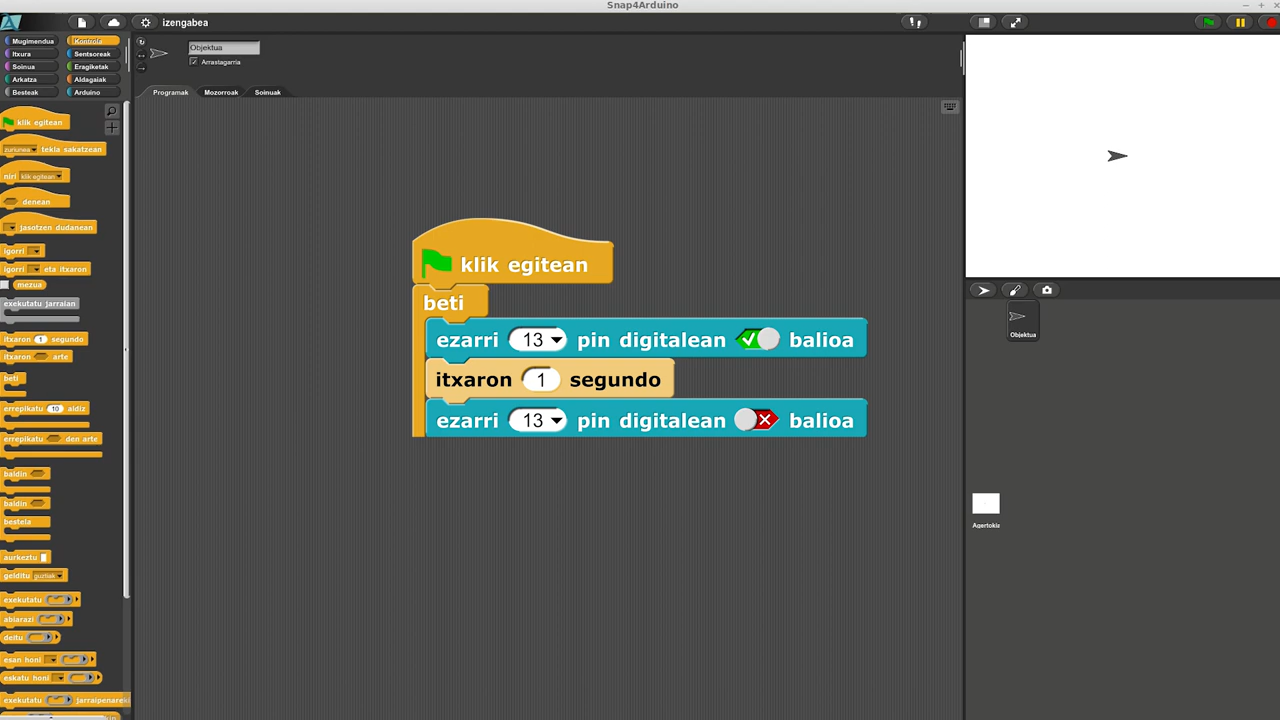 Snap4Arduino
izengabea
Mugimendua
Kontrola
Itxura
Sentsoreak
Soinua
Eragiketak
Arkatza
Aldagaiak
Besteak
Arduino
Objektua
Arrastagarria
Programak
Mozorroak
Soinuak
klik egitean
zuriunea tekla sakatzean
niri klik egitean
denean
jasotzen dudanean
igorri
igorri eta itxaron
mezua
exekutatu jarraian
itxaron 1 segundo
itxaron arte
beti
errepikatu 10 aldiz
errepikatu den arte
baldin
baldin
bestela
aurkeztu
gelditu guztiak
exekutatu
abiarazi
deitu
esan honi
eskatu honi
exekutatu jarraipenareki
klik egitean
beti
ezarri 13 pin digitalean balioa
itxaron 1 segundo
ezarri 13 pin digitalean balioa
Objektua
Agertokia